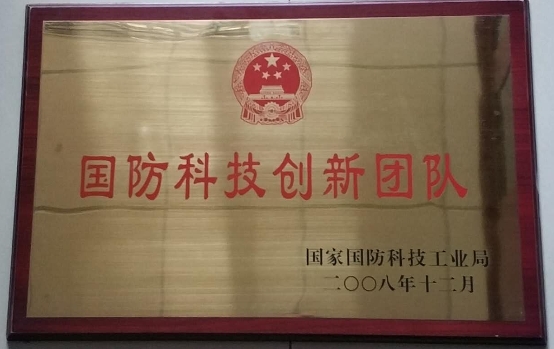 国防科技创新团队
国家国防科技工业局
二〇〇八年十二月